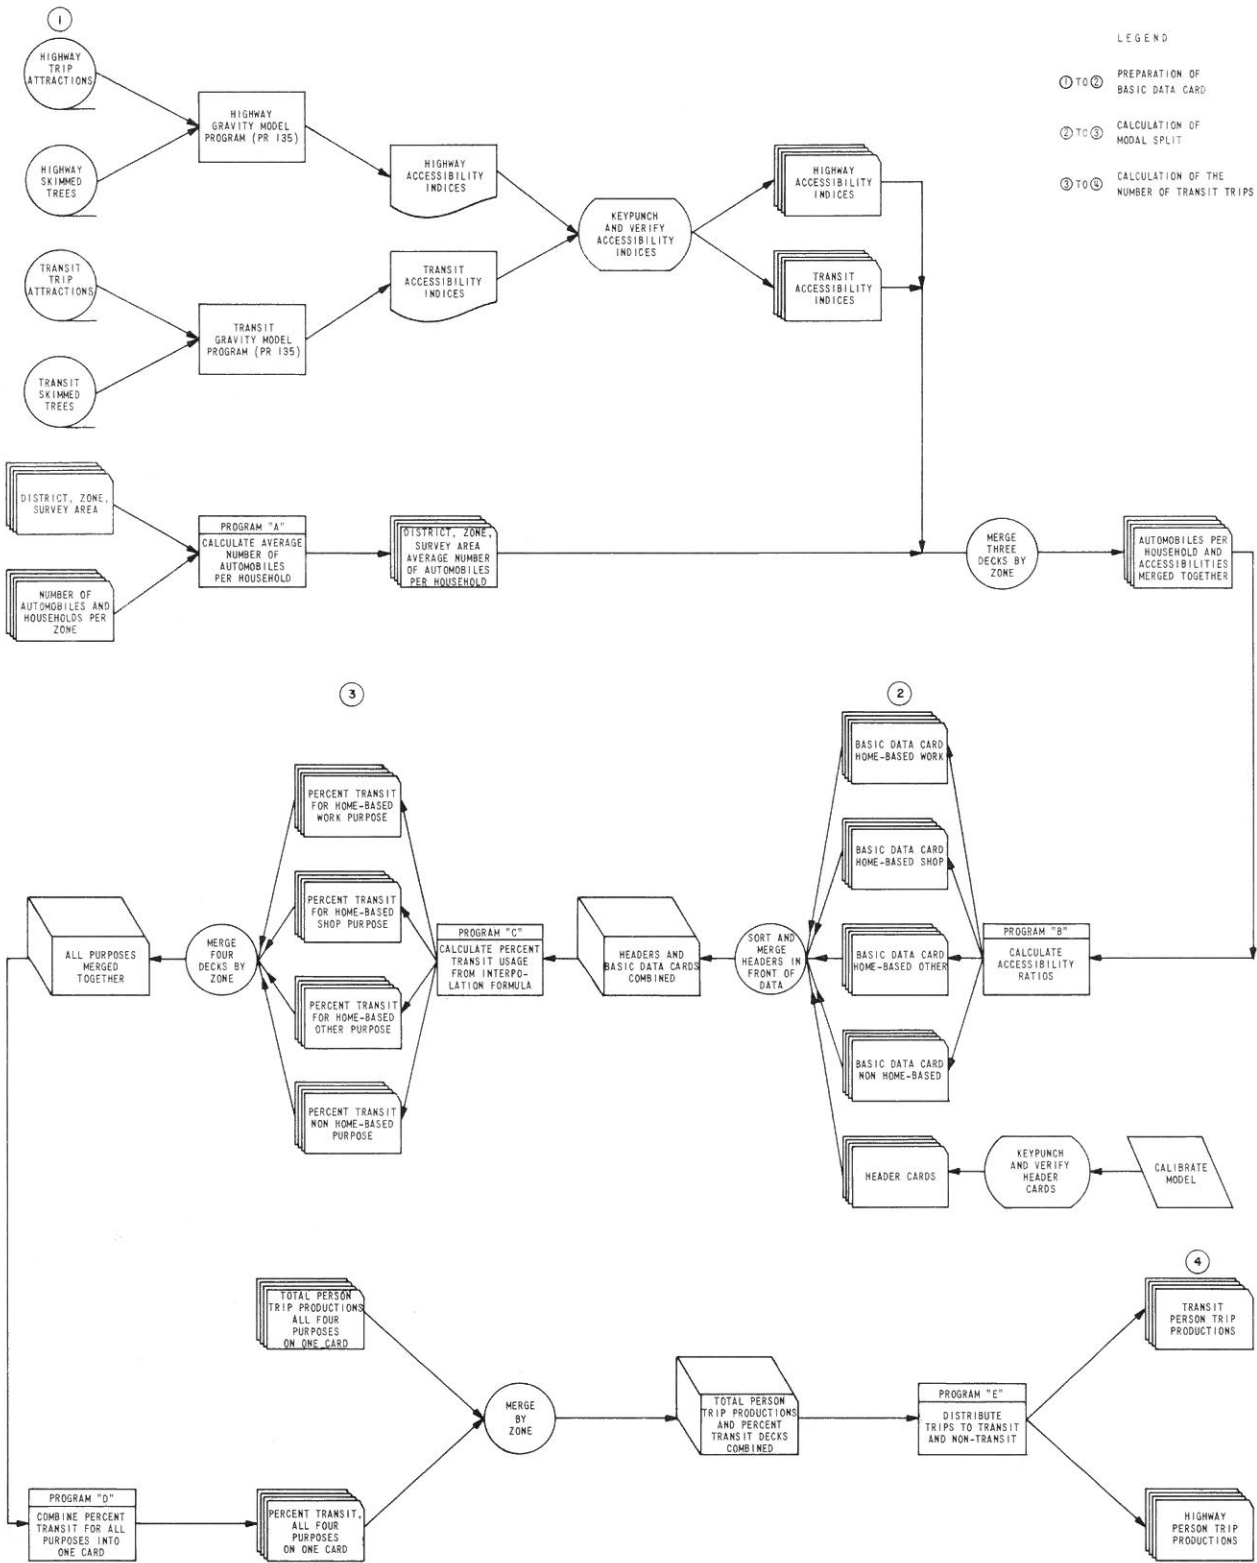 1
HIGHWAY
TRIP
ATTRACTIONS
HIGHWAY
SKIMMED
TREES
HIGHWAY
GRAVITY MODEL
PROGRAM (PR 135)
HIGHWAY
ACCESSIBILITY
INDICES
TRANSIT
TRIP
ATTRACTIONS
TRANSIT
SKIMMED
TREES
TRANSIT
GRAVITY MODEL
PROGRAM (PR 135)
TRANSIT
ACCESSIBILITY
INDICES
KEYPUNCH
AND VERIFY
ACCESSIBILITY
INDICES
HIGHWAY
ACCESSIBILITY
INDICES
TRANSIT
ACCESSIBILITY
INDICES
LEGEND
1 TO 2 PREPARATION OF
BASIC DATA CARD
2 TO 3 CALCULATION OF
MODAL SPLIT
3 TO 4 CALCULATION OF THE
NUMBER OF TRANSIT TRIPS
DISTRICT, ZONE,
SURVEY AREA
NUMBER OF
AUTOMOBILES AND
HOUSEHOLDS PER
ZONE
PROGRAM "A"
CALCULATE AVERAGE
NUMBER OF
AUTOMOBILES
PER HOUSEHOLD
DISTRICT, ZONE,
SURVEY AREA
AVERAGE NUMBER
OF AUTOMOBILES
PER HOUSEHOLD
MERGE
THREE
DECKS BY
ZONE
AUTOMOBILES PER
HOUSEHOLD AND
ACCESSIBILITIES
MERGED TOGETHER
3
2
ALL PURPOSES
MERGED
TOGETHER
MERGE
FOUR
DECKS BY
ZONE
PERCENT TRANSIT
FOR HOME-BASED
WORK PURPOSE
PERCENT TRANSIT
FOR HOME-BASED
SHOP PURPOSE
PERCENT TRANSIT
FOR HOME-BASED
OTHER PURPOSE
PERCENT TRANSIT
NON HOME-BASED
PURPOSE
PROGRAM "C"
CALCULATE PERCENT
TRANSIT USAGE
FROM INTERPO-
LATION FORMULA
HEADERS AND
BASIC DATA CARDS
COMBINED
SORT AND
MERGE
HEADERS IN
FRONT OF
DATA
BASIC DATA CARD
HOME-BASED WORK
BASIC DATA CARD
HOME-BASED SHOP
BASIC DATA CARD
HOME-BASED OTHER
BASIC DATA CARD
NON HOME-BASED
HEADER CARDS
PROGRAM "B"
CALCULATE
ACCESSIBILITY
RATIOS
KEYPUNCH
AND VERIFY
HEADER
CARDS
CALIBRATE
MODEL
4
TOTAL PERSON
TRIP PRODUCTIONS
ALL FOUR
PURPOSES
ON ONE CARD
PROGRAM "D"
COMBINE PERCENT
TRANSIT FOR ALL
PURPOSES INTO
ONE CARD
PERCENT TRANSIT,
ALL FOUR
PURPOSES
ON ONE CARD
MERGE
BY
ZONE
TOTAL PERSON
TRIP PRODUCTIONS
AND PERCENT
TRANSIT DECKS
COMBINED
PROGRAM "E"
DISTRIBUTE
TRIPS TO TRANSIT
AND NON-TRANSIT
TRANSIT
PERSON TRIP
PRODUCTIONS
HIGHWAY
PERSON TRIP
PRODUCTIONS